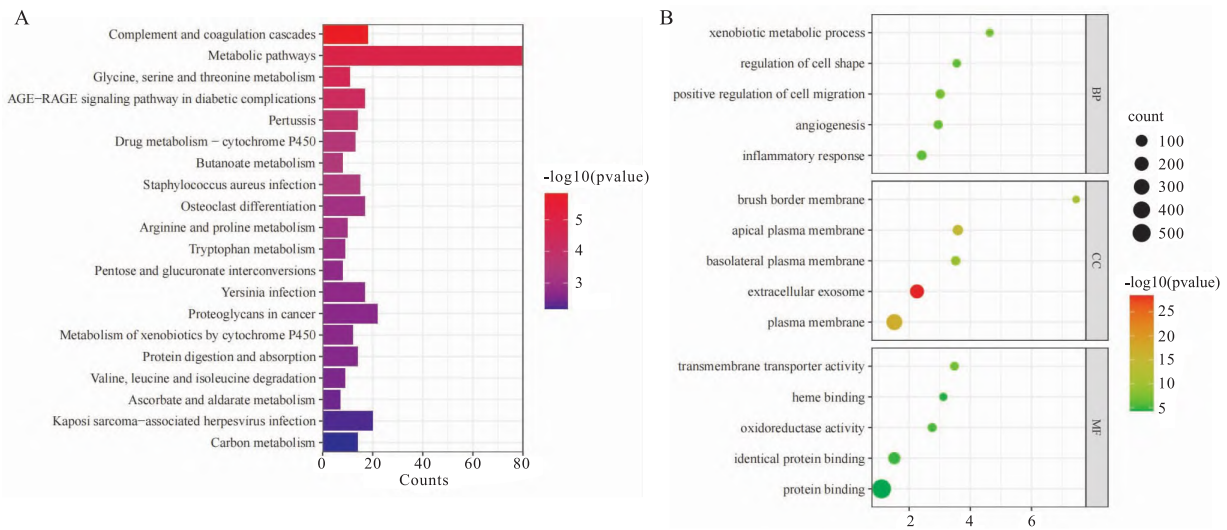 A
Complement and coagulation cascades
Metabolic pathways
Glycine, serine and threonine metabolism
AGE−RAGE signaling pathway in diabetic complications
Pertussis
Drug metabolism − cytochrome P450
Butanoate metabolism
Staphylococcus aureus infection
Osteoclast differentiation
Arginine and proline metabolism
Tryptophan metabolism
Pentose and glucuronate interconversions
Yersinia infection
Proteoglycans in cancer
Metabolism of xenobiotics by cytochrome P450
Protein digestion and absorption
Valine, leucine and isoleucine degradation
Ascorbate and aldarate metabolism
Kaposi sarcoma−associated herpesvirus infection
Carbon metabolism
0 20 40 60 80
Counts
-log10(pvalue)
5
4
3
B
xenobiotic metabolic process
regulation of cell shape
positive regulation of cell migration
angiogenesis
inflammatory response
BP
brush border membrane
apical plasma membrane
basolateral plasma membrane
extracellular exosome
plasma membrane
CC
transmembrane transporter activity
heme binding
oxidoreductase activity
identical protein binding
protein binding
MF
2 4 6
count
100
200
300
400
500
-log10(pvalue)
25
20
15
10
5